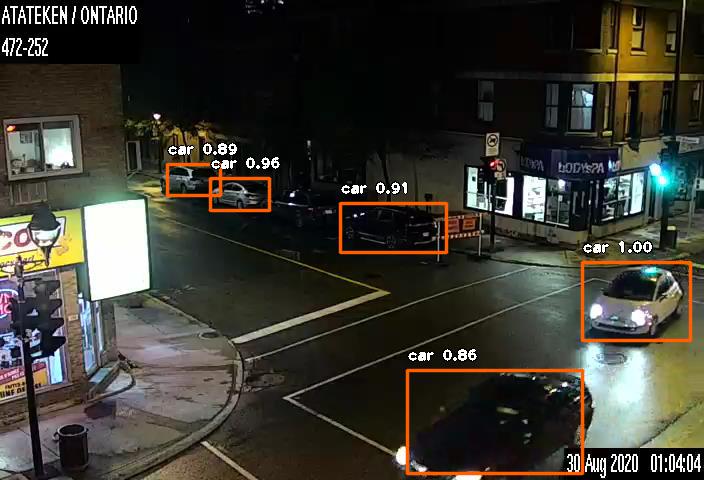 ATATEKEN / ONTARIO
472-252
car 0.89
car 0.96
car 0.91
BODYSPA
car 1.00
car 0.86
30 Aug 2020 01:04:04